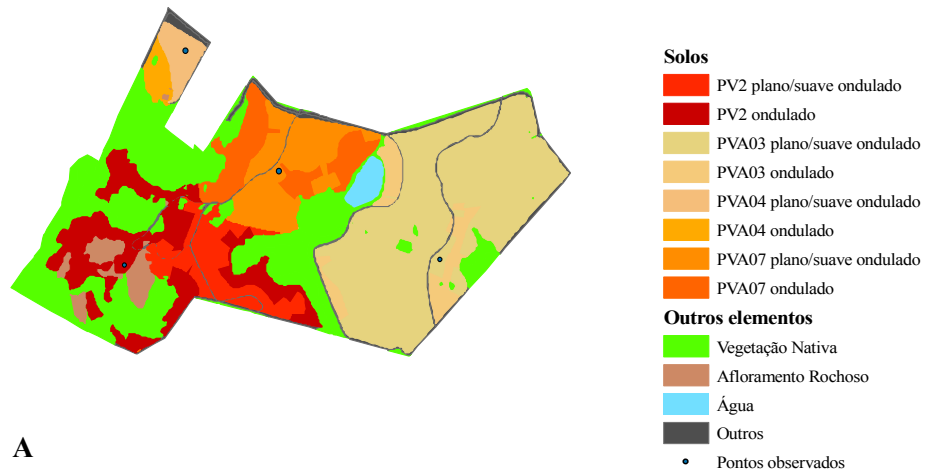 Solos
PV2 plano/suave ondulado
PV2 ondulado
PVA03 plano/suave ondulado
PVA03 ondulado
PVA04 plano/suave ondulado
PVA04 ondulado
PVA07 plano/suave ondulado
PVA07 ondulado
Outros elementos
Vegetação Nativa
Afloramento Rochoso
Água
Outros
Pontos observados
A